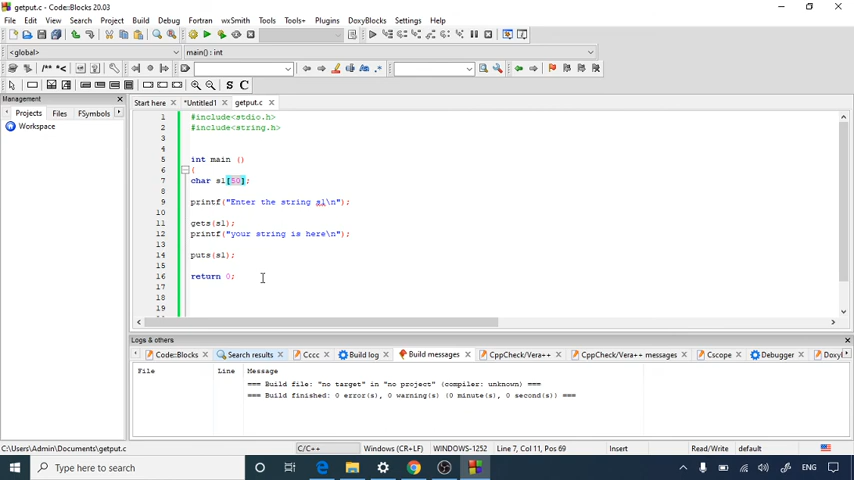 getput.c - Code::Blocks 20.03
File Edit View Search Project Build Debug Fortran wxSmith Tools Tools+ Plugins DoxyBlocks Settings Help
<global> main() : int
Management
Projects Files FSymbols
Workspace
Start here *Untitled1 getput.c
1 #include<stdio.h>
2 #include<string.h>
3
4
5 int main ()
6 {
7 char s1[50];
8
9 printf("Enter the string s1\n");
10
11 gets(s1);
12 printf("your string is here\n");
13
14 puts(s1);
15
16 return 0;
17
18
19
Logs & others
Code::Blocks Search results Cccc Build log Build messages CppCheck/Vera++ CppCheck/Vera++ messages Cscope Debugger
File Line Message
=== Build file: "no target" in "no project" (compiler: unknown) ===
=== Build finished: 0 error(s), 0 warning(s) (0 minute(s), 0 second(s)) ===
C:\Users\Admin\Documents\getput.c C/C++ Windows (CR+LF) WINDOWS-1252 Line 7, Col 11, Pos 69 Insert Read/Write default
Type here to search ENG